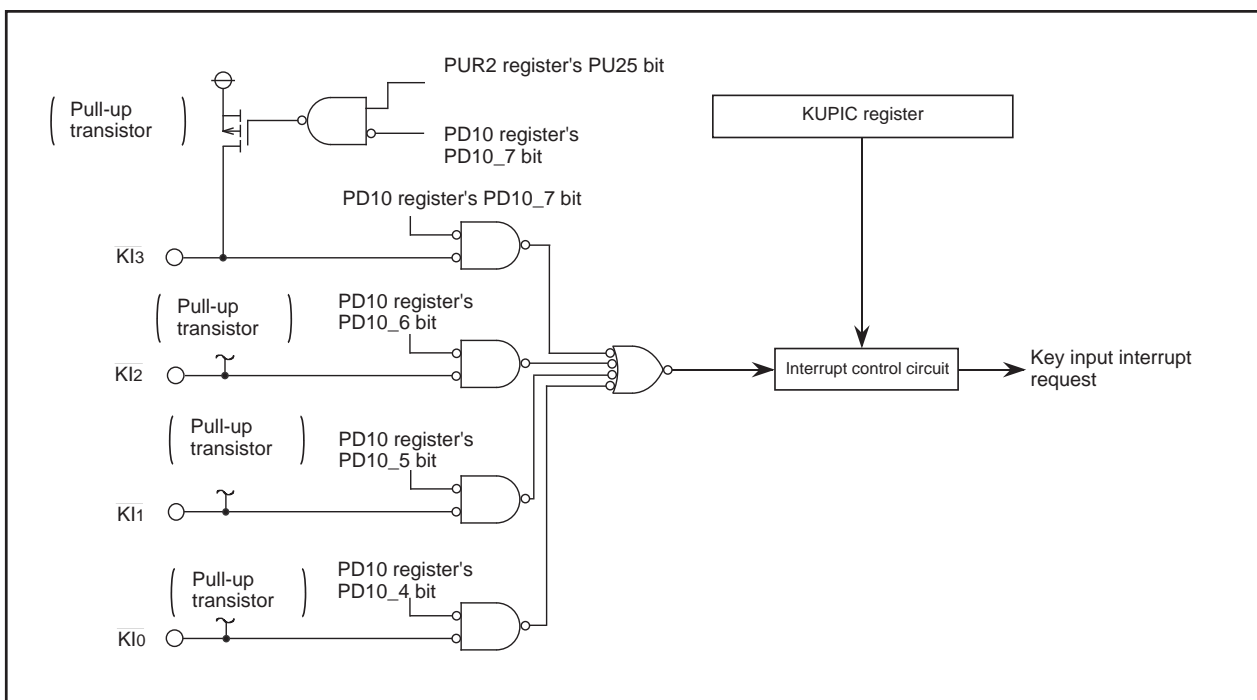 PUR2 register's PU25 bit
Pull-up
transistor
PD10 register's
PD10_7 bit
KUPIC register
PD10 register's PD10_7 bit
KI3
Pull-up
transistor
PD10 register's
PD10_6 bit
KI2
Interrupt control circuit
Key input interrupt
request
Pull-up
transistor
PD10 register's
PD10_5 bit
KI1
Pull-up
transistor
PD10 register's
PD10_4 bit
KI0